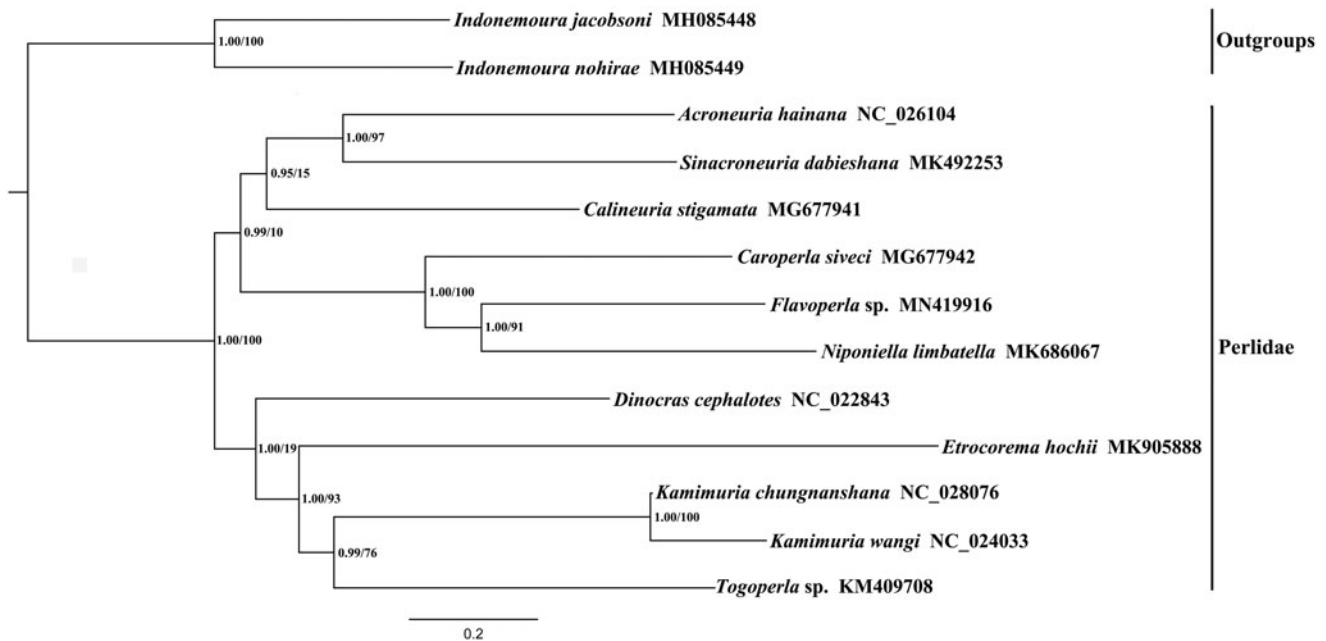 Indonemoura jacobsoni MH085448
1.00/100
Outgroups
Indonemoura nohirae MH085449
Acroneuria hainana NC_026104
1.00/97
Sinacroneuria dabieshana MK492253
0.95/15
Calineuria stigamata MG677941
0.99/10
Caroperla siveci MG677942
1.00/100
Flavoperla sp. MN419916
1.00/91
1.00/100
Niponiella limbatella MK686067
Perlidae
Dinocras cephalotes NC_022843
1.00/19
Etrocorema hochii MK905888
1.00/93
Kamimuria chungnanshana NC_028076
1.00/100
Kamimuria wangi NC_024033
0.99/76
Togoperla sp. KM409708
0.2